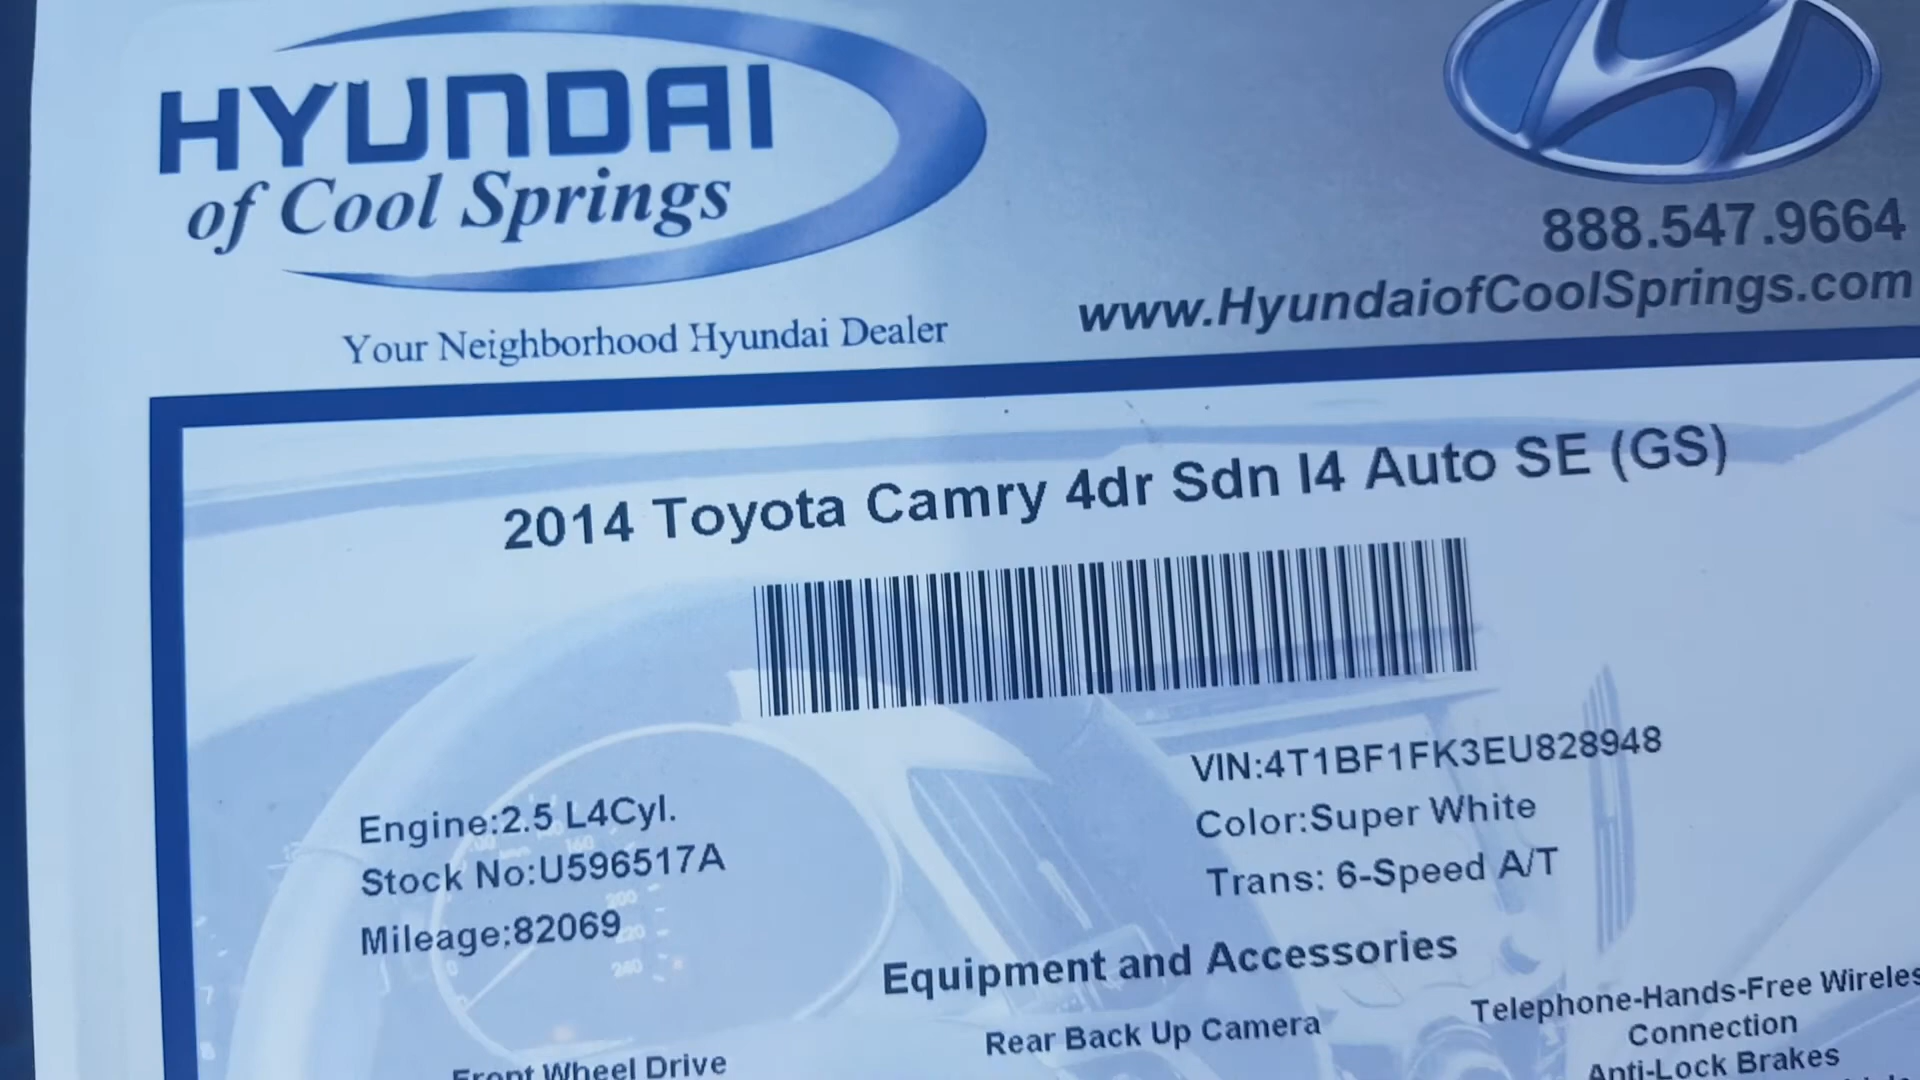 HYUNDAI
of Cool Springs
Your Neighborhood Hyundai Dealer
888.547.9664
www.HyundaiofCoolSprings.com
2014 Toyota Camry 4dr Sdn I4 Auto SE (GS)
Engine:2.5 L4Cyl.
Stock No:U596517A
Mileage:82069
VIN:4T1BF1FK3EU828948
Color:Super White
Trans: 6-Speed A/T
Equipment and Accessories
Front Wheel Drive
Rear Back Up Camera
Telephone-Hands-Free
Connection
Anti-Lock Brakes